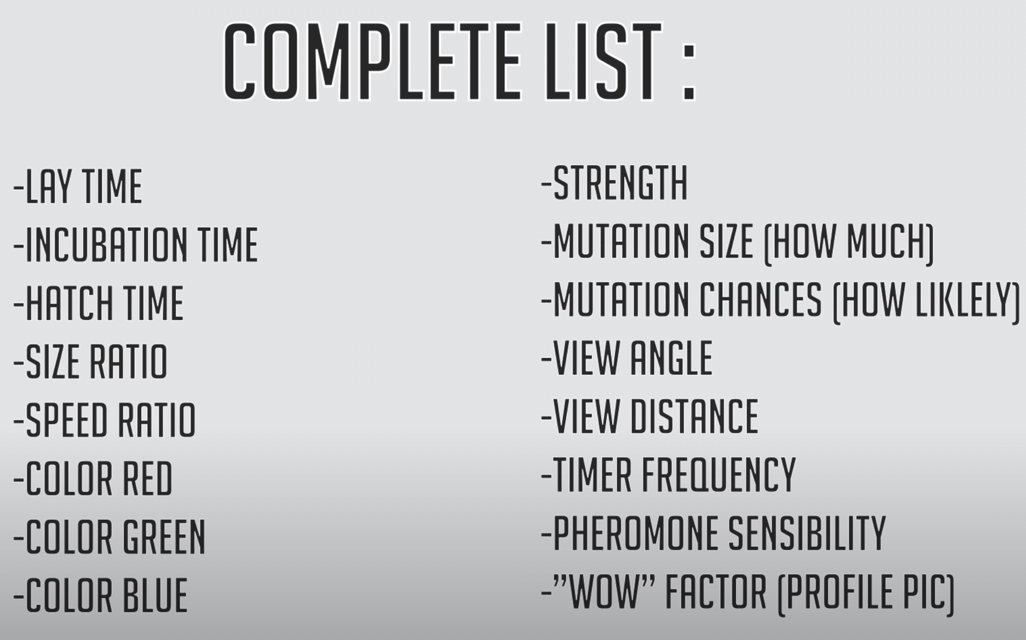 COMPLETE LIST :
-LAY TIME
-INCUBATION TIME
-HATCH TIME
-SIZE RATIO
-SPEED RATIO
-COLOR RED
-COLOR GREEN
-COLOR BLUE
-STRENGTH
-MUTATION SIZE (HOW MUCH)
-MUTATION CHANCES (HOW LIKLELY)
-VIEW ANGLE
-VIEW DISTANCE
-TIMER FREQUENCY
-PHEROMONE SENSIBILITY
-”WOW” FACTOR (PROFILE PIC)